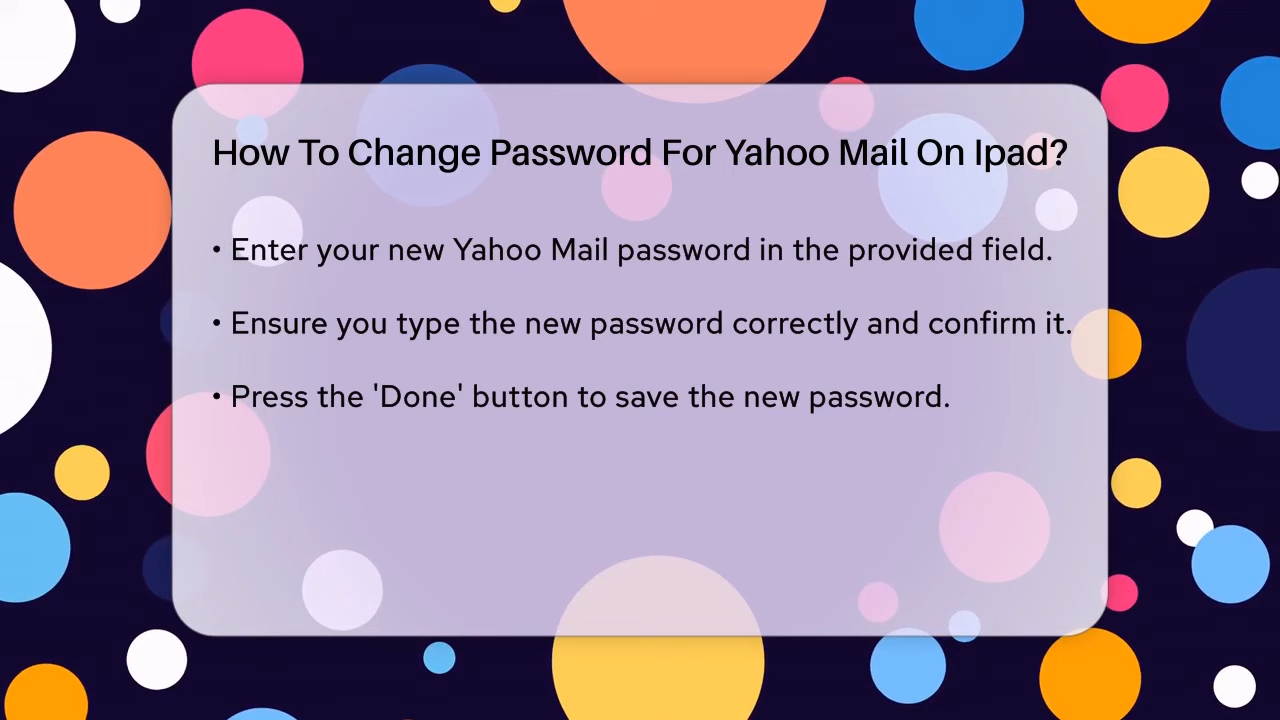 How To Change Password For Yahoo Mail On Ipad?
• Enter your new Yahoo Mail password in the provided field.
• Ensure you type the new password correctly and confirm it.
• Press the 'Done' button to save the new password.